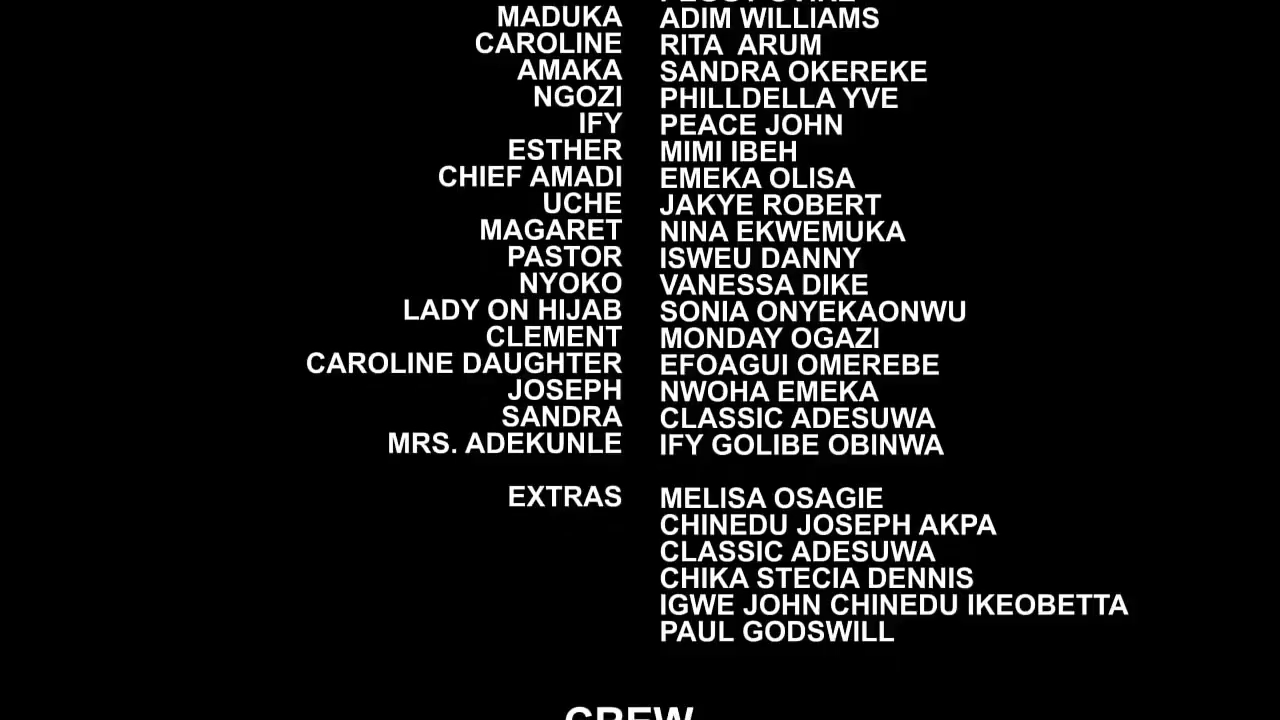 MADUKA ADIM WILLIAMS
CAROLINE RITA ARUM
AMAKA SANDRA OKEREKE
NGOZI PHILLDELLA YVE
IFY PEACE JOHN
ESTHER MIMI IBEH
CHIEF AMADI EMEKA OLISA
UCHE JAKYE ROBERT
MAGARET NINA EKWEMUKA
PASTOR ISWEU DANNY
NYOKO VANESSA DIKE
LADY ON HIJAB SONIA ONYEKAONWU
CLEMENT MONDAY OGAZI
CAROLINE DAUGHTER EFOAGUI OMEREBE
JOSEPH NWOHA EMEKA
SANDRA CLASSIC ADESUWA
MRS. ADEKUNLE IFY GOLIBE OBINWA
EXTRAS MELISA OSAGIE
CHINEDU JOSEPH AKPA
CLASSIC ADESUWA
CHIKA STECIA DENNIS
IGWE JOHN CHINEDU IKEOBETTA
PAUL GODSWILL
CREW